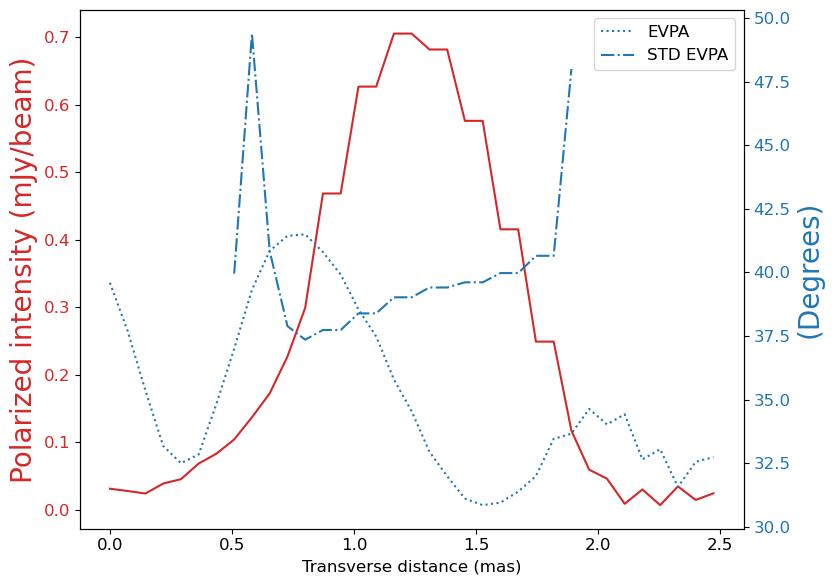 EVPA
STD EVPA
Polarized intensity (mJy/beam)
0.7
0.6
0.5
0.4
0.3
0.2
0.1
0.0
50.0
47.5
45.0
42.5
40.0
37.5
35.0
32.5
30.0
(Degrees)
0.0 0.5 1.0 1.5 2.0 2.5
Transverse distance (mas)